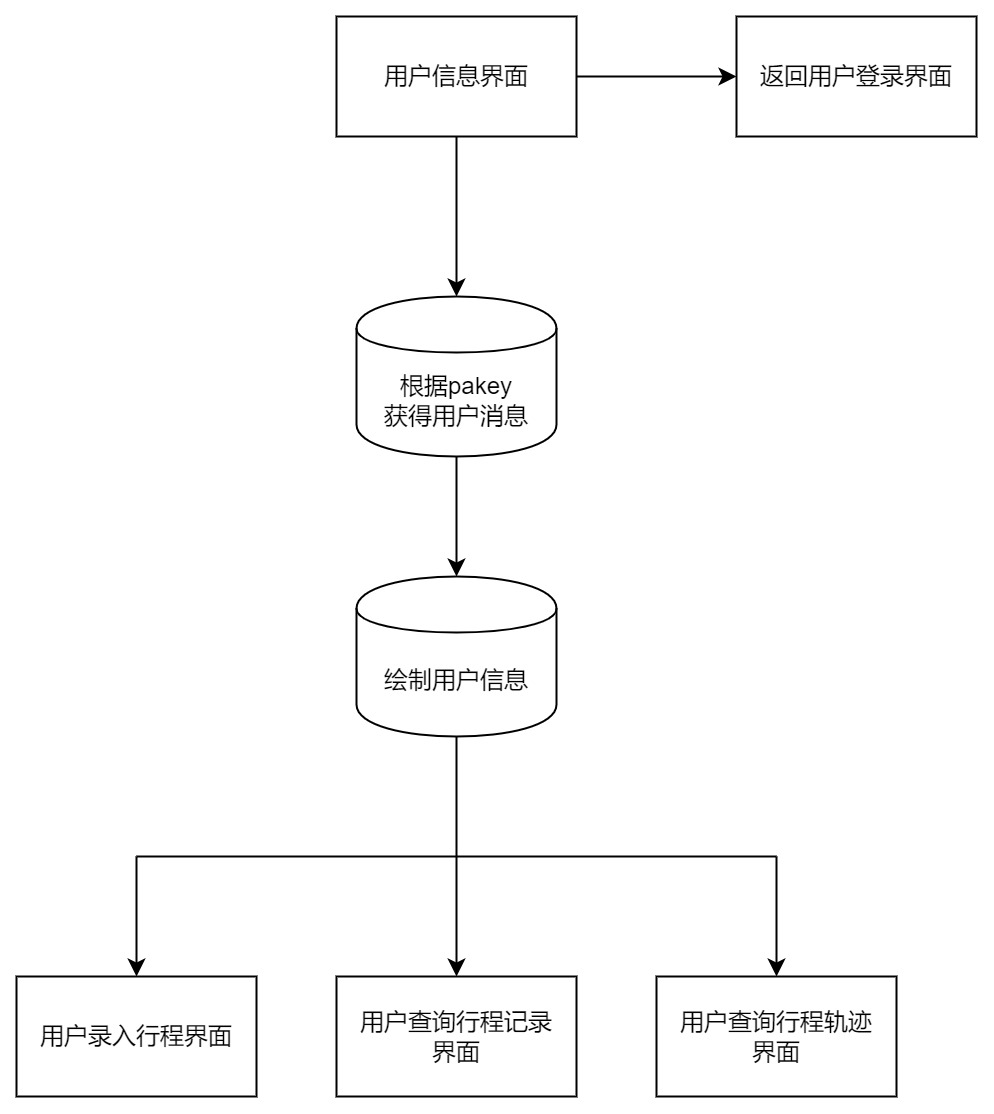 用户信息界面
返回用户登录界面
根据pakey
获得用户消息
绘制用户信息
用户录入行程界面
用户查询行程记录
界面
用户查询行程轨迹
界面